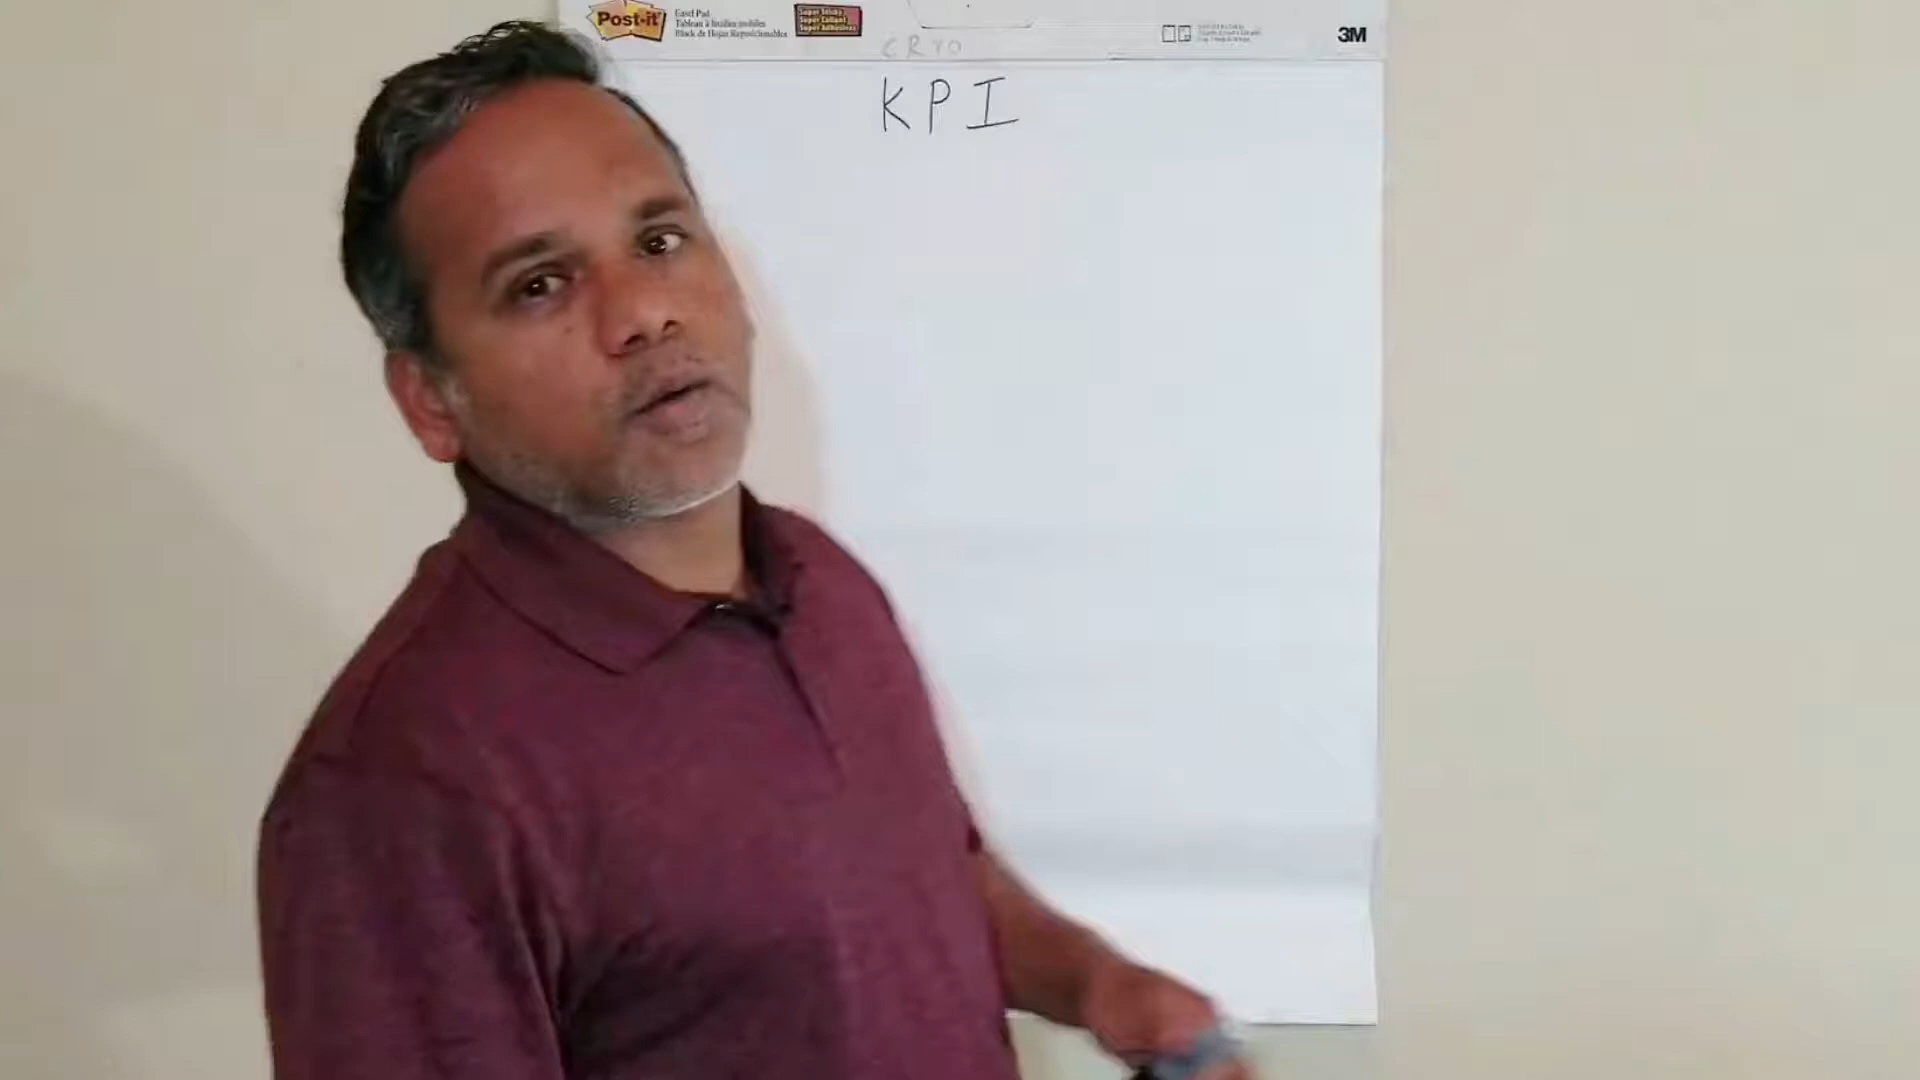 Post-it
Easel Pad
Tableau à feuilles mobiles
Block de Hojas Reposicionables
Super Sticky
Super Collant
Super Adhesivas
3M
CRYO
KPI